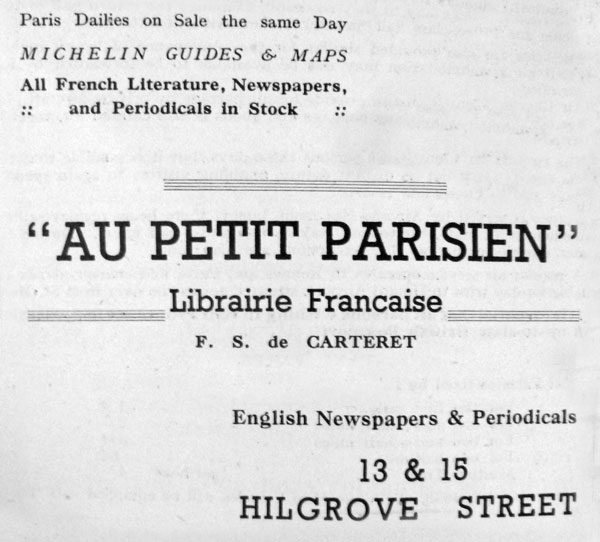 Paris Dailies on Sale the same Day
MICHELIN GUIDES & MAPS
All French Literature, Newspapers,
:: and Periodicals in Stock ::
"AU PETIT PARISIEN"
Librairie Francaise
F. S. de CARTERET
English Newspapers & Periodicals
13 & 15
HILGROVE STREET